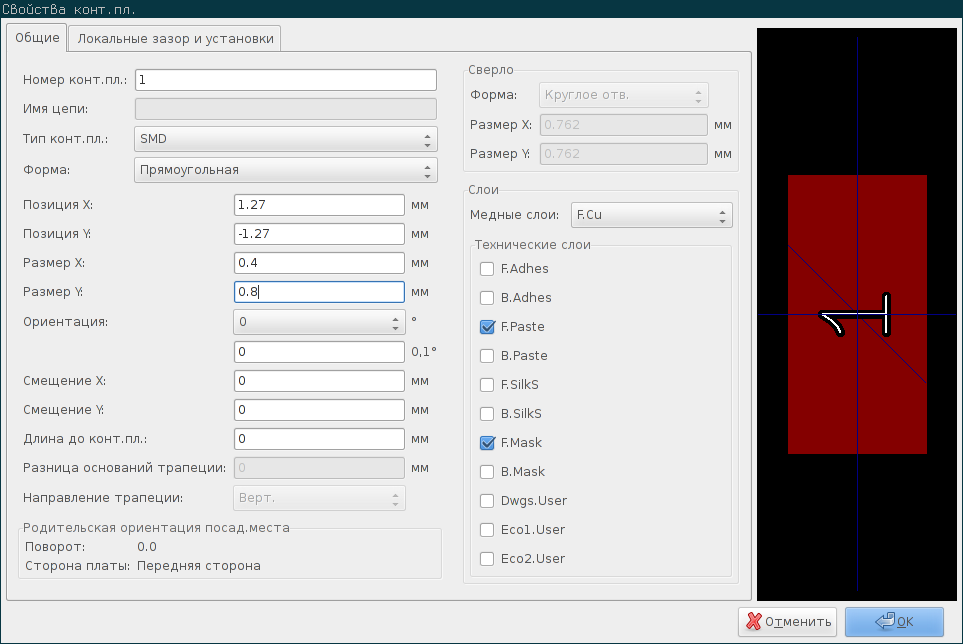 Свойства конт.пл.
Общие
Локальные зазор и установки
Номер конт.пл.: 1
Имя цепи:
Тип конт.пл.: SMD
Форма: Прямоугольная
Позиция X: 1.27 мм
Позиция Y: -1.27 мм
Размер X: 0.4 мм
Размер Y: 0.8 мм
Ориентация: 0 °
0 0,1°
Смещение X: 0 мм
Смещение Y: 0 мм
Длина до конт.пл.: 0 мм
Разница оснований трапеции: 0 мм
Направление трапеции: Верт.
Родительская ориентация посад.места
Поворот: 0.0
Сторона платы: Передняя сторона
Сверло
Форма: Круглое отв.
Размер X: 0.762 мм
Размер Y: 0.762 мм
Слои
Медные слои: F.Cu
Технические слои
F.Adhes
B.Adhes
F.Paste
B.Paste
F.SilkS
B.SilkS
F.Mask
B.Mask
Dwgs.User
Eco1.User
Eco2.User
1
Отменить
OK